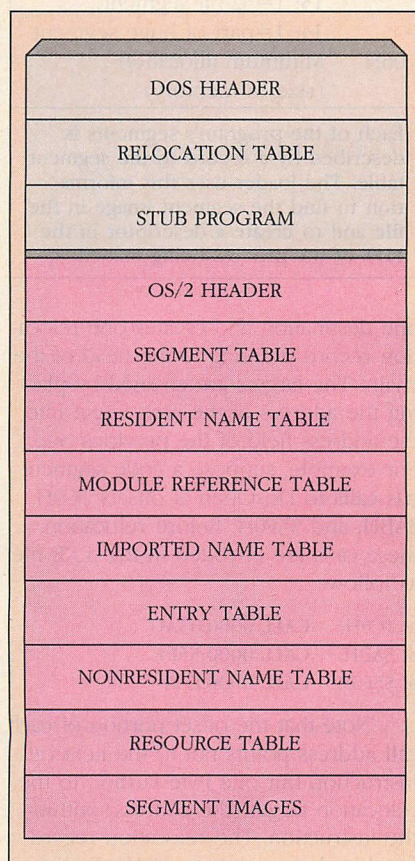 DOS HEADER
RELOCATION TABLE
STUB PROGRAM
OS/2 HEADER
SEGMENT TABLE
RESIDENT NAME TABLE
MODULE REFERENCE TABLE
IMPORTED NAME TABLE
ENTRY TABLE
NONRESIDENT NAME TABLE
RESOURCE TABLE
SEGMENT IMAGES